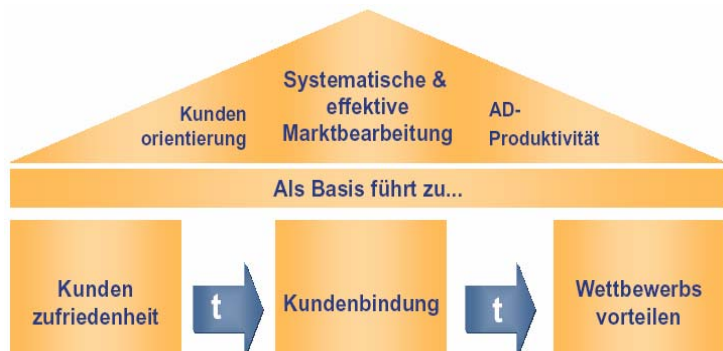 Systematische &
effektive
Marktbearbeitung
Kunden
orientierung
AD-
Produktivität
Als Basis führt zu...
Kunden
zufriedenheit
t
Kundenbindung
t
Wettbewerbs
vorteilen